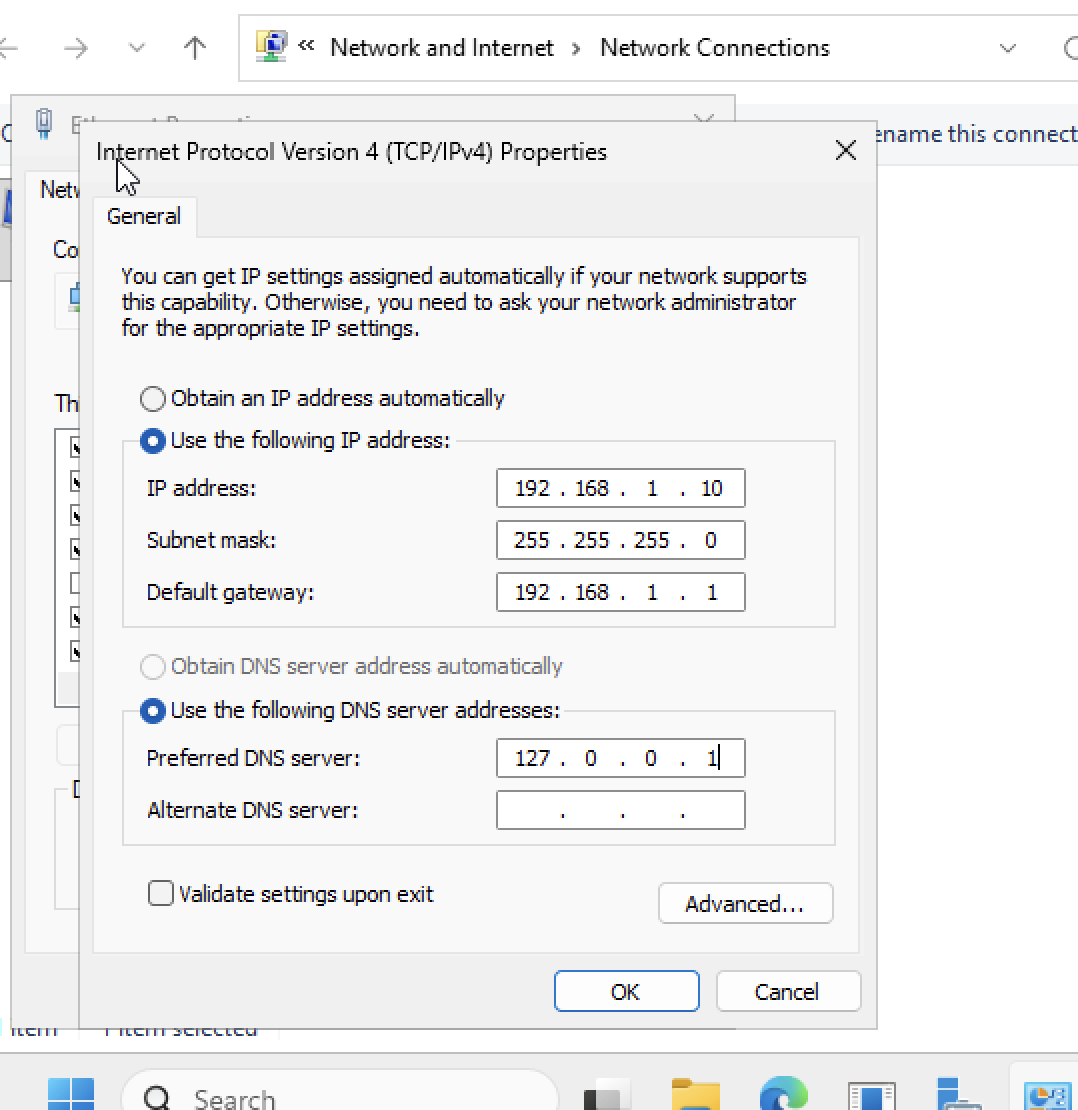 « Network and Internet › Network Connections
ename this connect
Internet Protocol Version 4 (TCP/IPv4) Properties
Netw
General
Co
You can get IP settings assigned automatically if your network supports
this capability. Otherwise, you need to ask your network administrator
for the appropriate IP settings.
Obtain an IP address automatically
Th
Use the following IP address:
IP address: 192 . 168 . 1 . 10
Subnet mask: 255 . 255 . 255 . 0
Default gateway: 192 . 168 . 1 . 1
Obtain DNS server address automatically
Use the following DNS server addresses:
Preferred DNS server: 127 . 0 . 0 . 1
Alternate DNS server: . . .
Validate settings upon exit
Advanced...
OK Cancel
item 1 item selected
Search